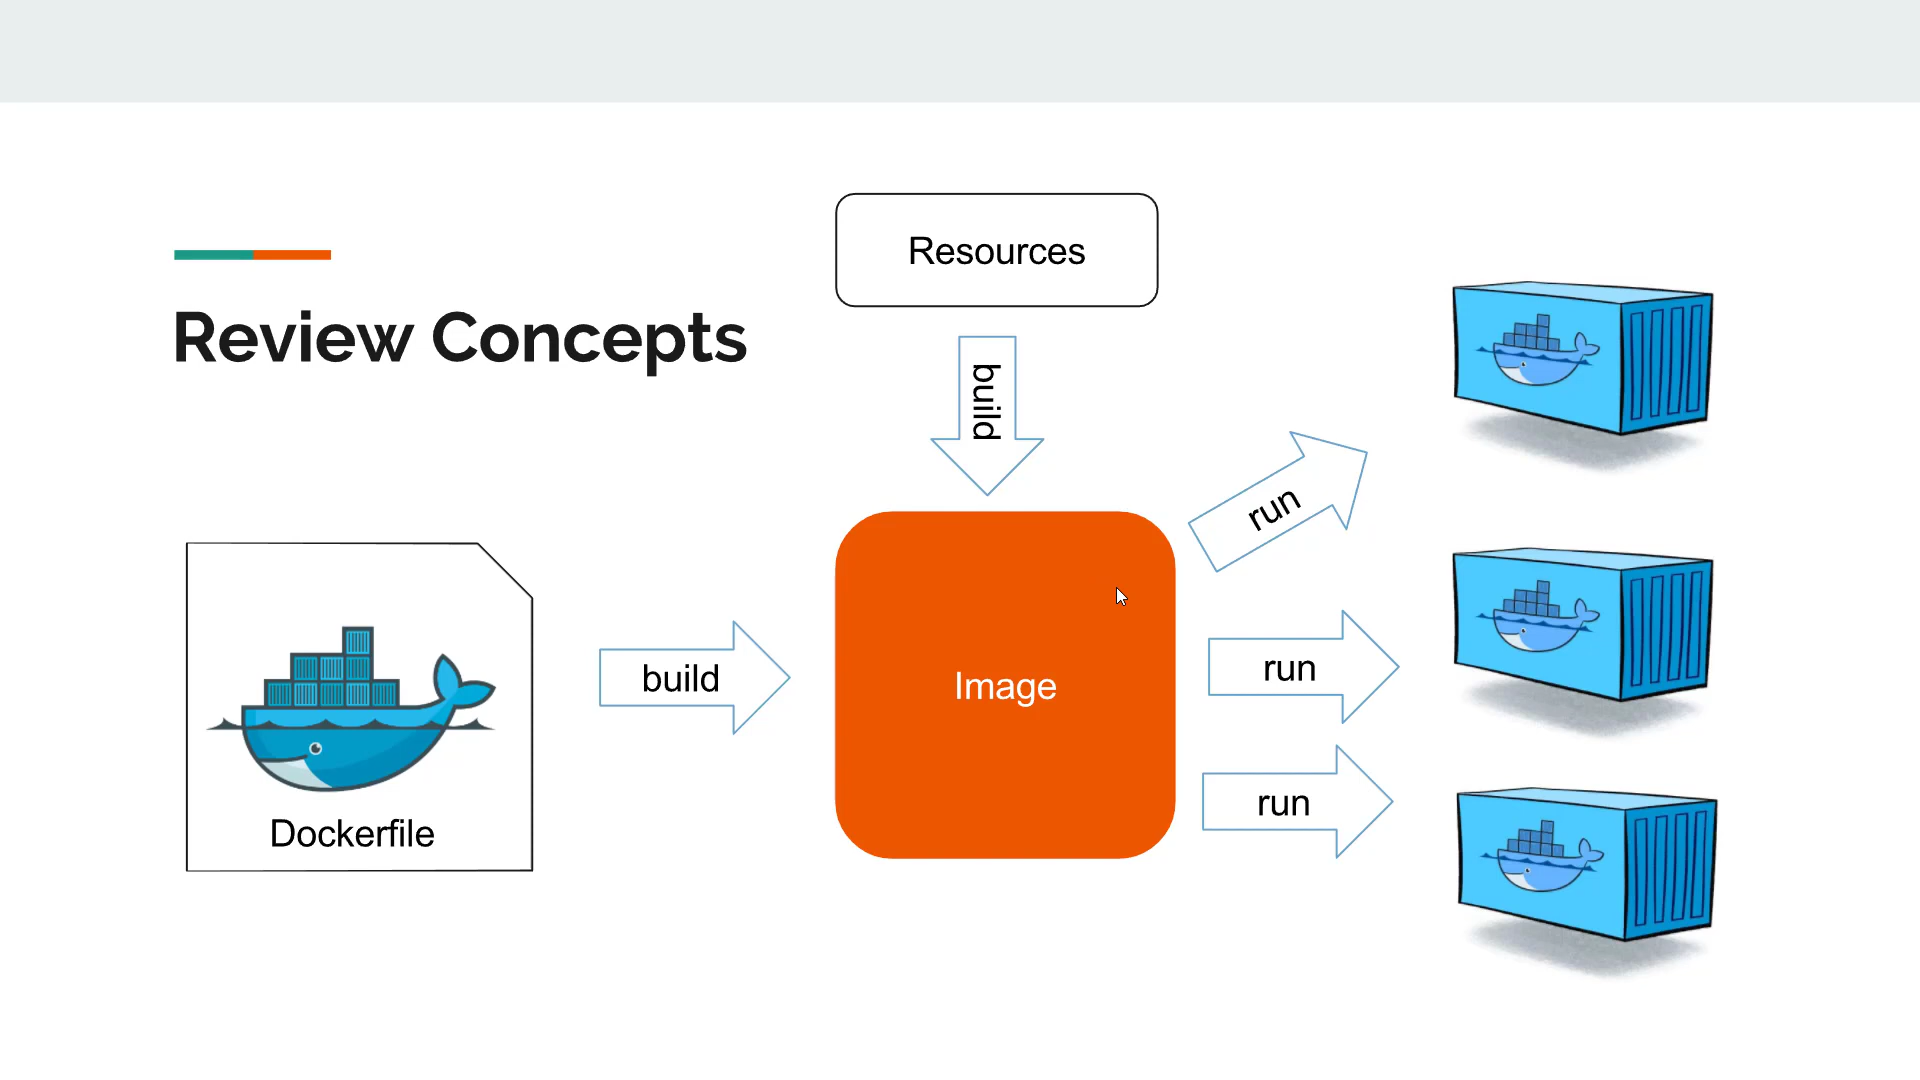 Review Concepts
Resources
build
Dockerfile
build
Image
run
run
run